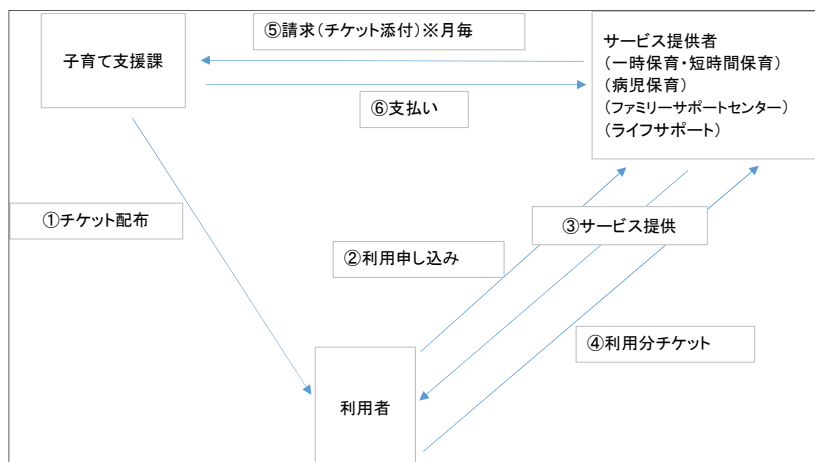 ⑤請求（チケット添付）※月毎
子育て支援課
サービス提供者
（一時保育・短時間保育）
（病児保育）
（ファミリーサポートセンター）
（ライフサポート）
⑥支払い
①チケット配布
③サービス提供
②利用申し込み
④利用分チケット
利用者